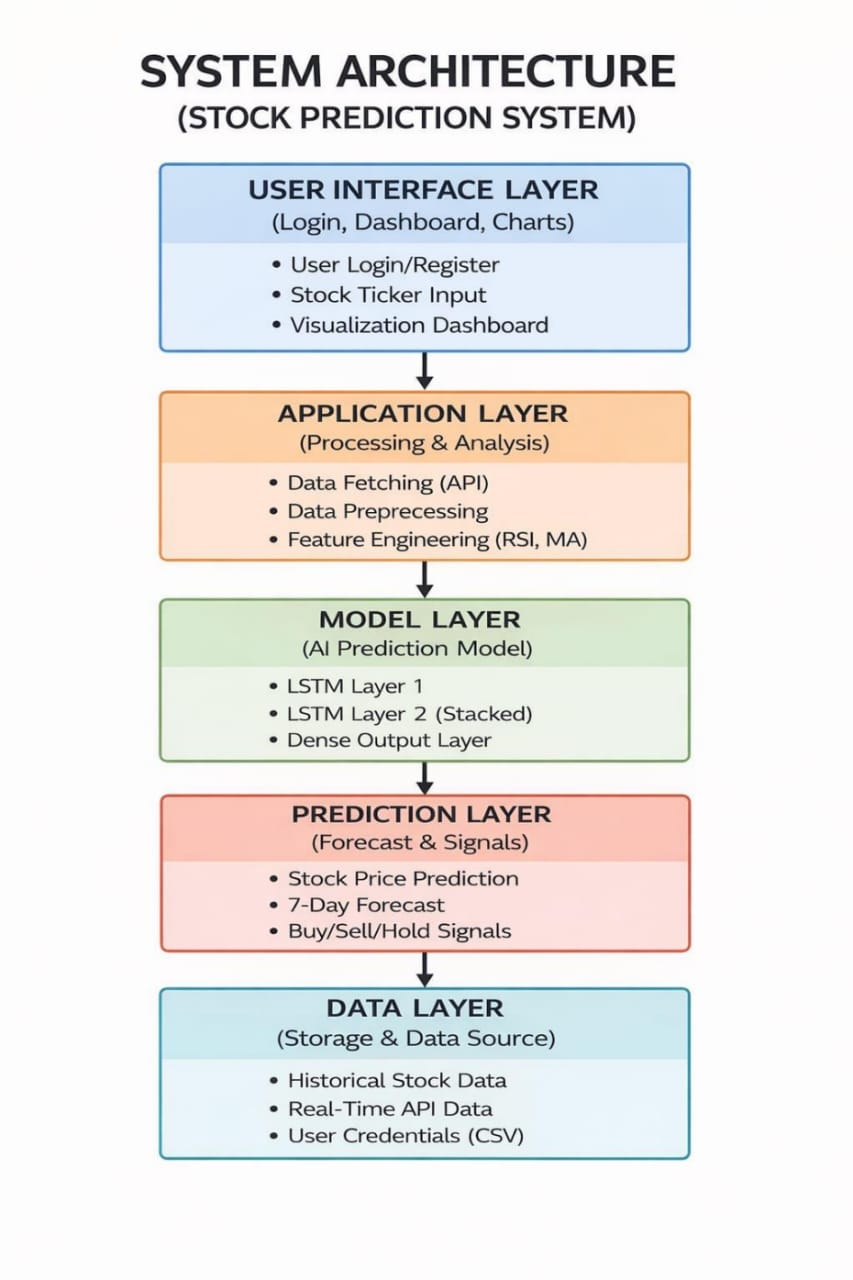 SYSTEM ARCHITECTURE
(STOCK PREDICTION SYSTEM)
USER INTERFACE LAYER
(Login, Dashboard, Charts)
• User Login/Register
• Stock Ticker Input
• Visualization Dashboard
APPLICATION LAYER
(Processing & Analysis)
• Data Fetching (API)
• Data Preprecessing
• Feature Engineering (RSI, MA)
MODEL LAYER
(AI Prediction Model)
• LSTM Layer 1
• LSTM Layer 2 (Stacked)
• Dense Output Layer
PREDICTION LAYER
(Forecast & Signals)
• Stock Price Prediction
• 7-Day Forecast
• Buy/Sell/Hold Signals
DATA LAYER
(Storage & Data Source)
• Historical Stock Data
• Real-Time API Data
• User Credentials (CSV)